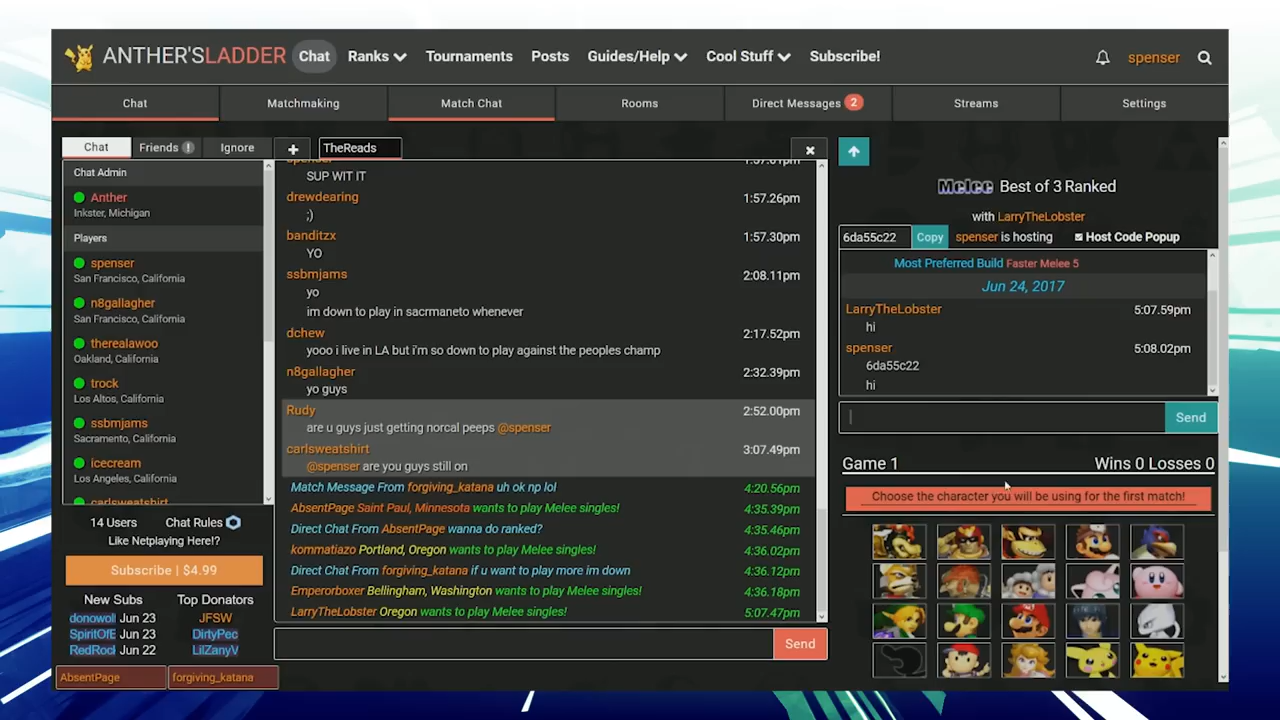 ANTHER'SLADDER Chat Ranks Tournaments Posts Guides/Help Cool Stuff Subscribe! spenser
Chat Matchmaking Match Chat Rooms Direct Messages 2 Streams Settings
Chat Friends ! Ignore + TheReads x
Chat Admin
Anther
Inkster, Michigan
Players
spenser
San Francisco, California
n8gallagher
San Francisco, California
therealawoo
Oakland, California
trock
Los Altos, California
ssbmjams
Sacramento, California
icecream
Los Angeles, California
carlsweatshirt
14 Users Chat Rules
Like Netplaying Here!?
Subscribe | $4.99
New Subs Top Donators
donowoll Jun 23 JFSW
SpiritOfE Jun 23 DirtyPec
RedRock Jun 22 LilZanyV
AbsentPage forgiving_katana
spenser 1:57.01pm
SUP WIT IT
drewdearing 1:57.26pm
;)
banditzx 1:57.30pm
YO
ssbmjams 2:08.11pm
yo
im down to play in sacrmaneto whenever
dchew 2:17.52pm
yooo i live in LA but i'm so down to play against the peoples champ
n8gallagher 2:32.39pm
yo guys
Rudy 2:52.00pm
are u guys just getting norcal peeps @spenser
carlsweatshirt 3:07.49pm
@spenser are you guys still on
Match Message From forgiving_katana uh ok np lol 4:20.56pm
AbsentPage Saint Paul, Minnesota wants to play Melee singles! 4:35.39pm
Direct Chat From AbsentPage wanna do ranked? 4:35.46pm
kommatiazo Portland, Oregon wants to play Melee singles! 4:36.02pm
Direct Chat From forgiving_katana if u want to play more im down 4:36.12pm
Emperorboxer Bellingham, Washington wants to play Melee singles! 4:36.18pm
LarryTheLobster Oregon wants to play Melee singles! 5:07.47pm
Send
Melee Best of 3 Ranked
with LarryTheLobster
6da55c22 Copy spenser is hosting Host Code Popup
Most Preferred Build Faster Melee 5
Jun 24, 2017
LarryTheLobster 5:07.59pm
hi
spenser 5:08.02pm
6da55c22
hi
Send
Game 1 Wins 0 Losses 0
Choose the character you will be using for the first match!